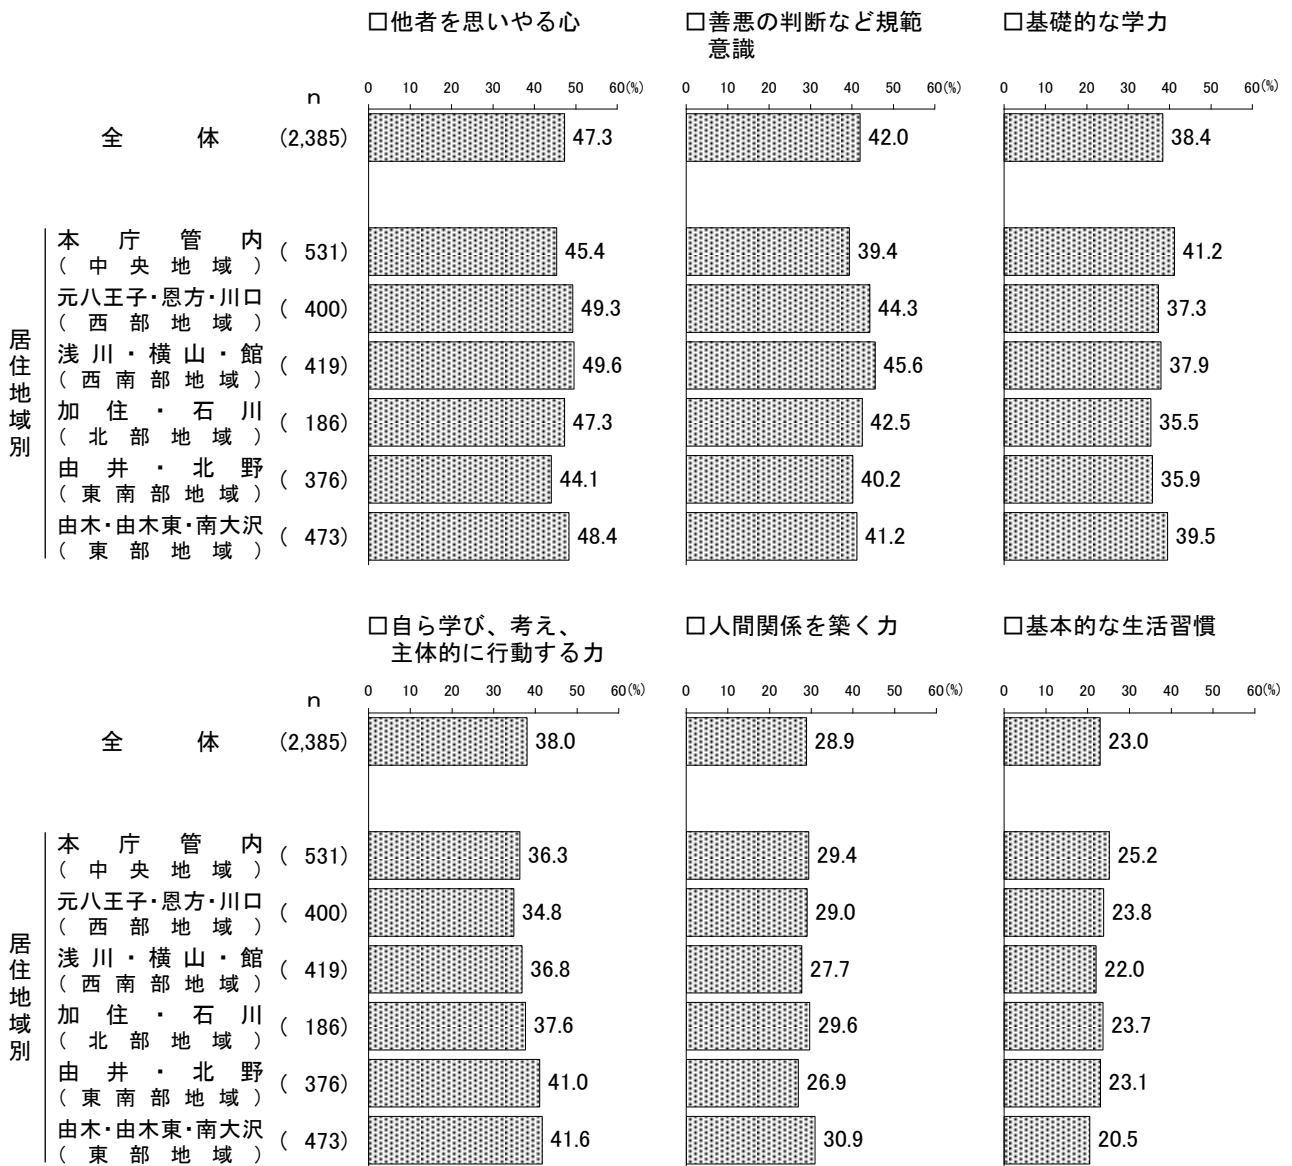 □他者を思いやる心 □善悪の判断など規範 □基礎的な学力
意識
0 10 20 30 40 50 60(%) 0 10 20 30 40 50 60(%) 0 10 20 30 40 50 60(%)
n
全体 (2,385) 47.3 42.0 38.4
居住地域別
本庁管内 ( 531) 45.4 39.4 41.2
(中央地域)
元八王子・恩方・川口 ( 400) 49.3 44.3 37.3
(西部地域)
浅川・横山・館 ( 419) 49.6 45.6 37.9
(西南部地域)
加住・石川 ( 186) 47.3 42.5 35.5
(北部地域)
由井・北野 ( 376) 44.1 40.2 35.9
(東南部地域)
由木・由木東・南大沢 ( 473) 48.4 41.2 39.5
(東部地域)
□自ら学び、考え、 □人間関係を築く力 □基本的な生活習慣
主体的に行動する力
0 10 20 30 40 50 60(%) 0 10 20 30 40 50 60(%) 0 10 20 30 40 50 60(%)
n
全体 (2,385) 38.0 28.9 23.0
居住地域別
本庁管内 ( 531) 36.3 29.4 25.2
(中央地域)
元八王子・恩方・川口 ( 400) 34.8 29.0 23.8
(西部地域)
浅川・横山・館 ( 419) 36.8 27.7 22.0
(西南部地域)
加住・石川 ( 186) 37.6 29.6 23.7
(北部地域)
由井・北野 ( 376) 41.0 26.9 23.1
(東南部地域)
由木・由木東・南大沢 ( 473) 41.6 30.9 20.5
(東部地域)